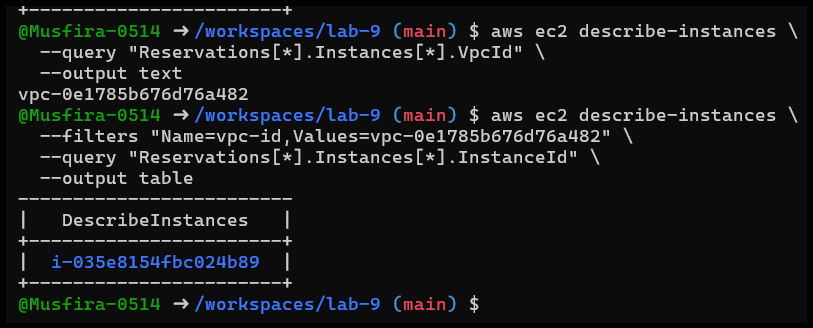 +-----------------------+
@Musfira-0514 ➜ /workspaces/lab-9 (main) $ aws ec2 describe-instances \
  --query "Reservations[*].Instances[*].VpcId" \
  --output text
vpc-0e1785b676d76a482
@Musfira-0514 ➜ /workspaces/lab-9 (main) $ aws ec2 describe-instances \
  --filters "Name=vpc-id,Values=vpc-0e1785b676d76a482" \
  --query "Reservations[*].Instances[*].InstanceId" \
  --output table
-------------------------
|   DescribeInstances   |
+-----------------------+
|  i-035e8154fbc024b89  |
+-----------------------+
@Musfira-0514 ➜ /workspaces/lab-9 (main) $